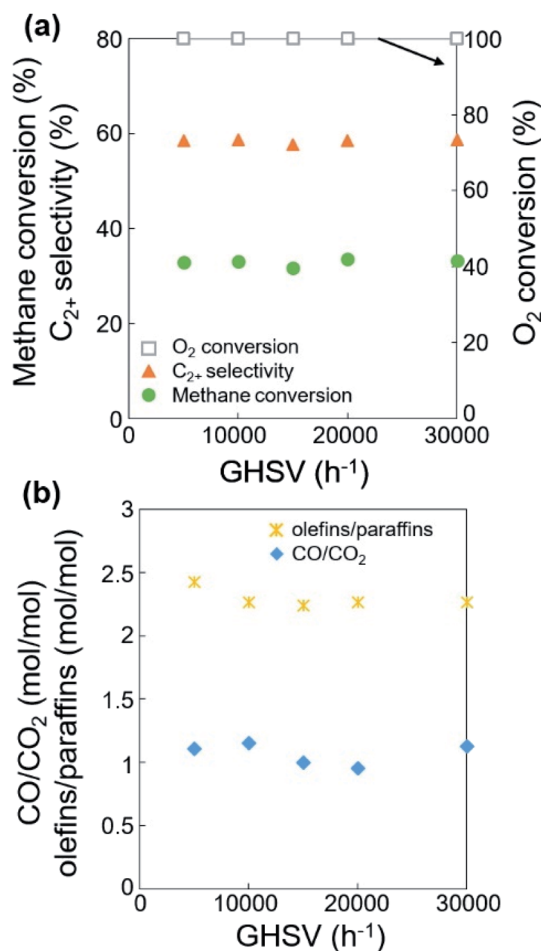 (a)
80
60
40
20
0
Methane conversion (%)
C₂₊ selectivity (%)
100
80
60
40
20
0
O₂ conversion (%)
O₂ conversion
C₂₊ selectivity
Methane conversion
0 10000 20000 30000
GHSV (h⁻¹)
(b)
3
2.5
2
1.5
1
0.5
0
CO/CO₂ (mol/mol)
olefins/paraffins (mol/mol)
olefins/paraffins
CO/CO₂
0 10000 20000 30000
GHSV (h⁻¹)